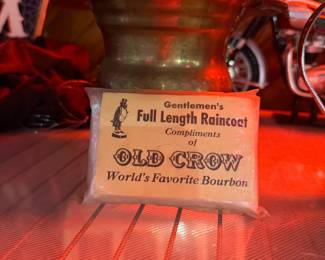 Gentlemen's
Full Length Raincoat
Compliments
of
OLD CROW
World's Favorite Bourbon